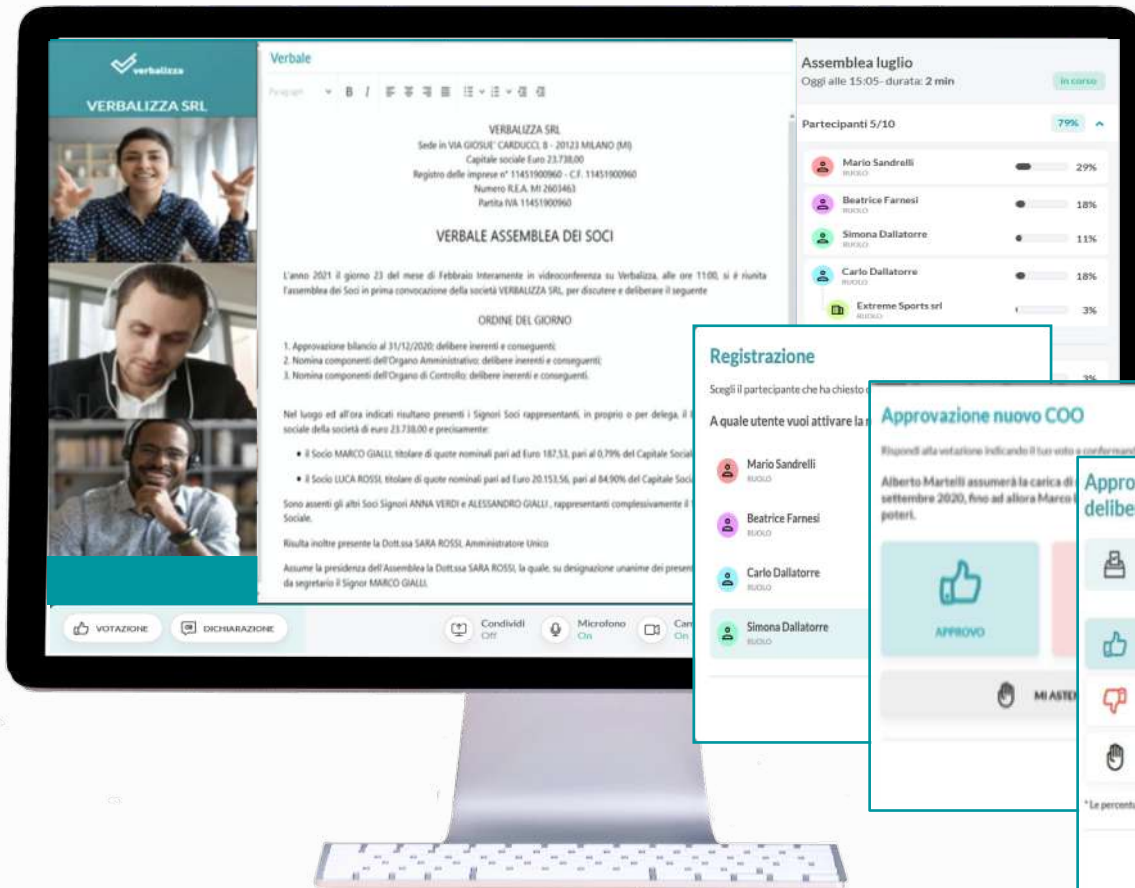 verbalizza
VERBALIZZA SRL
Verbale
Paragraph
B I
VERBALIZZA SRL
Sede in VIA GIOSUE' CARDUCCI, 8 - 20123 MILANO (MI)
Capitale sociale Euro 23.738,00
Registro delle imprese n° 11451900960 - C.F. 11451900960
Numero R.E.A. MI 2603463
Partita IVA 11451900960
VERBALE ASSEMBLEA DEI SOCI
L'anno 2021 il giorno 23 del mese di Febbraio Interamente in videoconferenza su Verbalizza, alle ore 11:00, si è riunita
l'assemblea dei Soci in prima convocazione della società VERBALIZZA SRL, per discutere e deliberare il seguente
ORDINE DEL GIORNO
1. Approvazione bilancio al 31/12/2020; delibere inerenti e conseguenti;
2. Nomina componenti dell'Organo Amministrativo; delibere inerenti e conseguenti;
3. Nomina componenti dell'Organo di Controllo; delibere inerenti e conseguenti.
Nel luogo ed all'ora indicati risultano presenti i Signori Soci rappresentanti, in proprio o per delega, il
sociale della società di euro 23.738,00 e precisamente:
• il Socio MARCO GIALLI, titolare di quote nominali pari ad Euro 187,53, pari al 0,79% del Capitale Social
• il Socio LUCA ROSSI, titolare di quote nominali pari ad Euro 20.153,56, pari al 84,90% del Capitale Soci
Sono assenti gli altri Soci Signori ANNA VERDI e ALESSANDRO GIALLI , rappresentanti complessivamente il
Sociale.
Risulta inoltre presente la Dott.ssa SARA ROSSI, Amministratore Unico
Assume la presidenza dell'Assemblea la Dott.ssa SARA ROSSI, la quale, su designazione unanime dei presen
da segretario il Signor MARCO GIALLI.
VOTAZIONE
DICHIARAZIONE
Condividi
Off
Microfono
On
Cam
On
Assemblea luglio
Oggi alle 15:05- durata: 2 min
in corso
Partecipanti 5/10
79%
Mario Sandrelli
RUOLO
29%
Beatrice Farnesi
RUOLO
18%
Simona Dallatorre
RUOLO
11%
Carlo Dallatorre
RUOLO
18%
Extreme Sports srl
RUOLO
3%
3%
Registrazione
Scegli il partecipante che ha chiesto
A quale utente vuoi attivare la
Mario Sandrelli
RUOLO
Beatrice Farnesi
RUOLO
Carlo Dallatorre
RUOLO
Simona Dallatorre
RUOLO
Approvazione nuovo COO
Rispondi alla votazione indicando il tuo voto e conformand
Alberto Martelli assumerà la carica di
settembre 2020, fino ad allora Marco
poteri.
APPROVO
MI ASTE
Appro
deliber
* Le percentu